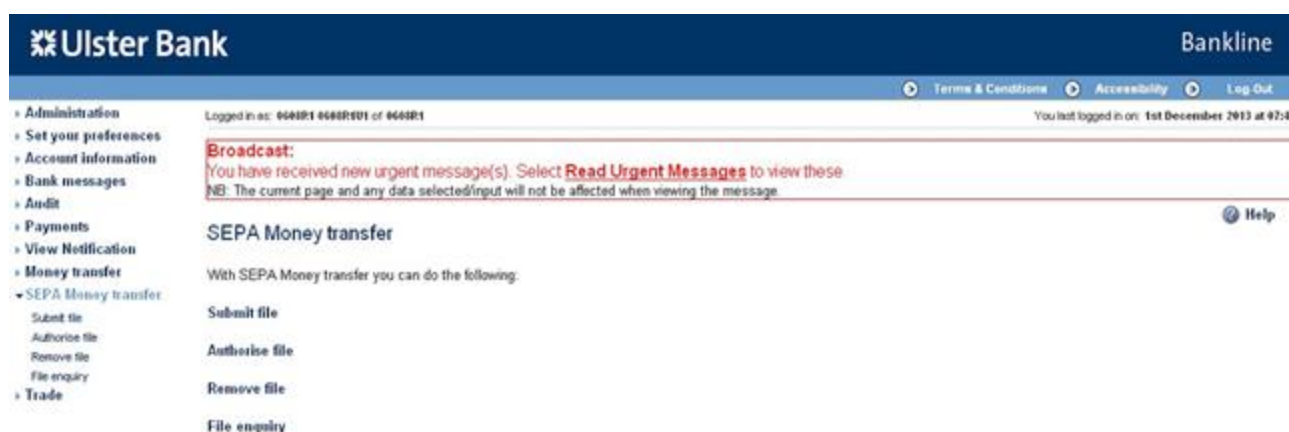 Ulster Bank
Bankline
Terms & Conditions Accessibility Log Out
Administration
Set your preferences
Account information
Bank messages
Audit
Payments
View Notification
Money transfer
SEPA Money transfer
Submit file
Authorise file
Remove file
File enquiry
Trade
Logged in as:
You last logged in on: 1st December 2013 at
Broadcast:
You have received new urgent message(s). Select Read Urgent Messages to view these
NB: The current page and any data selected/input will not be affected when viewing the message.
Help
SEPA Money transfer
With SEPA Money transfer you can do the following:
Submit file
Authorise file
Remove file
File enquiry